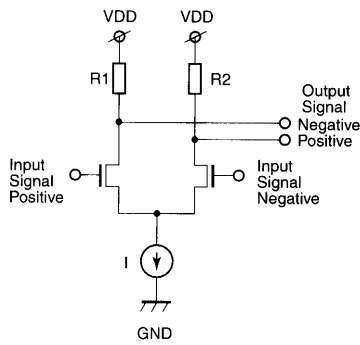 VDD
VDD
R1
R2
Output
Signal
Negative
Positive
Input
Signal
Positive
Input
Signal
Negative
I
GND